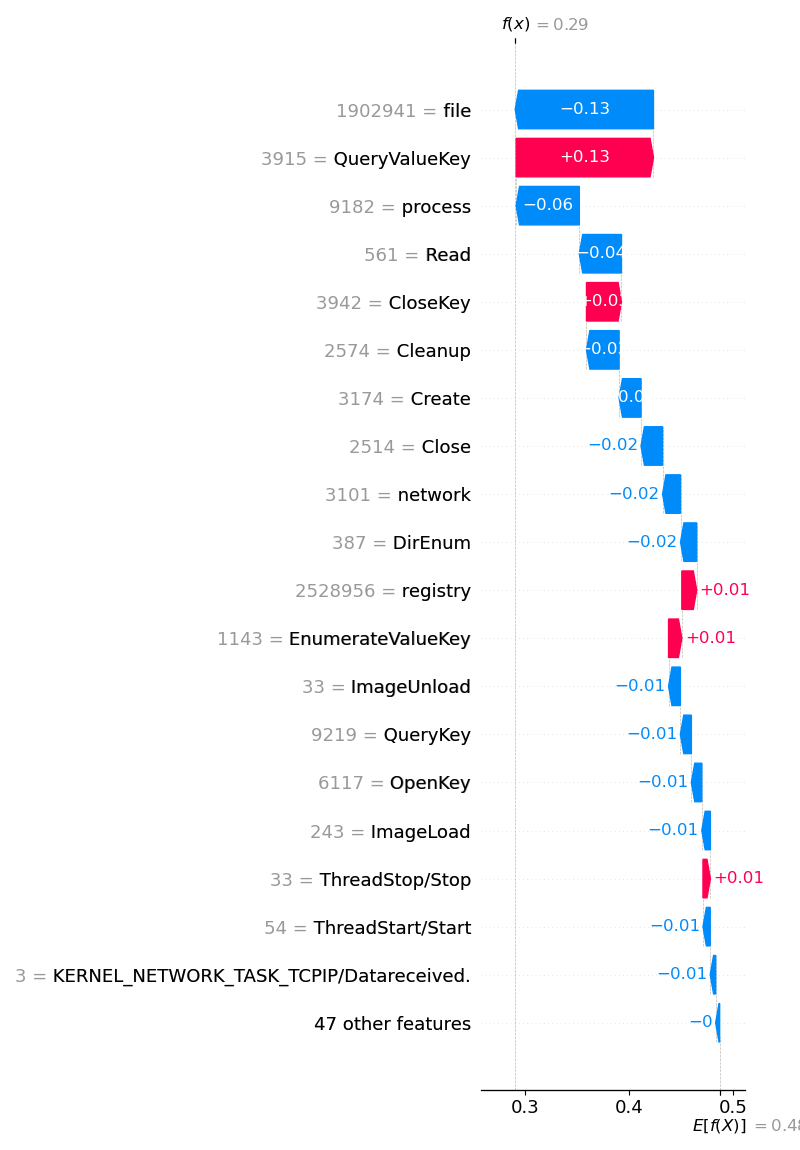 f(x) = 0.29
1902941 = file −0.13
3915 = QueryValueKey +0.13
9182 = process −0.06
561 = Read −0.04
3942 = CloseKey
2574 = Cleanup
3174 = Create
2514 = Close −0.02
3101 = network −0.02
387 = DirEnum −0.02
2528956 = registry +0.01
1143 = EnumerateValueKey +0.01
33 = ImageUnload −0.01
9219 = QueryKey −0.01
6117 = OpenKey −0.01
243 = ImageLoad −0.01
33 = ThreadStop/Stop +0.01
54 = ThreadStart/Start −0.01
3 = KERNEL_NETWORK_TASK_TCPIP/Datareceived. −0.01
47 other features −0
0.3 0.4 0.5
E[f(X)] = 0.48